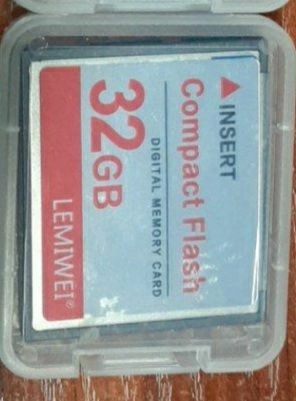 ▲ INSERT
Compact Flash
DIGITAL MEMORY CARD
32GB
LEMIWEI®